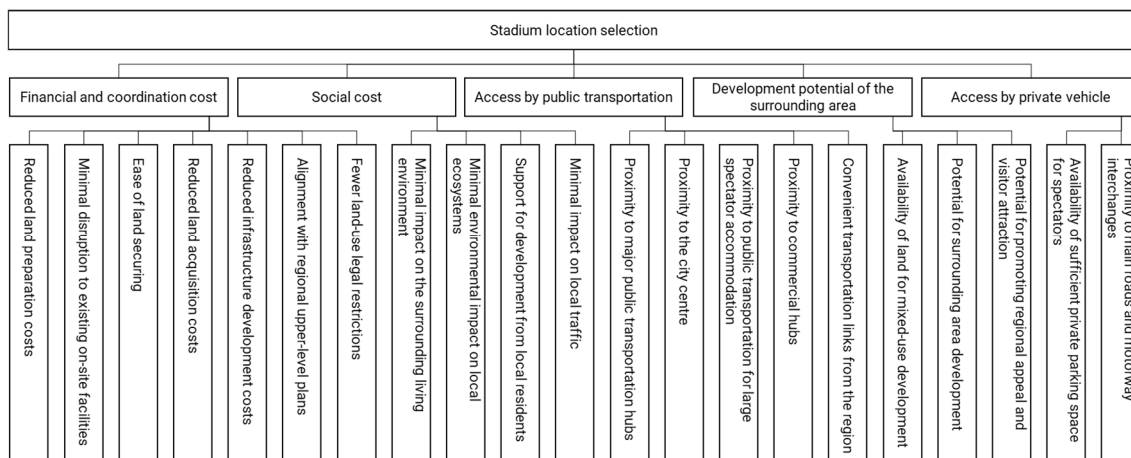 Stadium location selection
Financial and coordination cost
Social cost
Access by public transportation
Development potential of the
surrounding area
Access by private vehicle
Reduced land preparation costs
Minimal disruption to existing on-site facilities
Ease of land securing
Reduced land acquisition costs
Reduced infrastructure development costs
Alignment with regional upper-level plans
Fewer land-use legal restrictions
Minimal impact on the surrounding living
environment
Minimal environmental impact on local
ecosystems
Support for development from local residents
Minimal impact on local traffic
Proximity to major public transportation hubs
Proximity to the city centre
Proximity to public transportation for large
spectator accommodation
Proximity to commercial hubs
Convenient transportation links from the region
Availability of land for mixed-use development
Potential for surrounding area development
Potential for promoting regional appeal and
visitor attraction
Availability of sufficient private parking space
for spectators
Proximity to main roads and motorway
interchanges